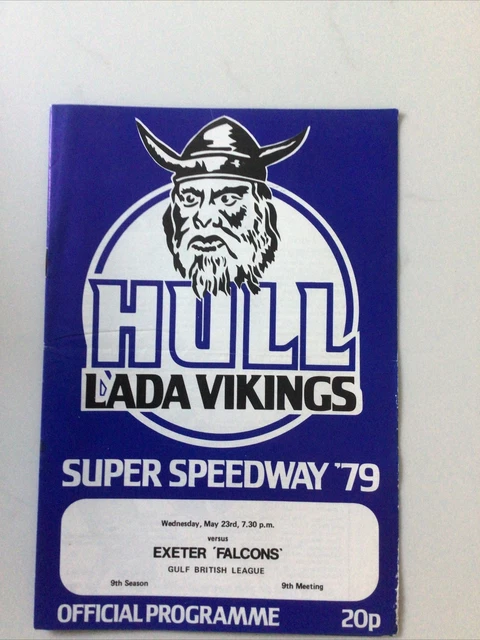 HULL
LADA VIKINGS
SUPER SPEEDWAY '79
Wednesday, May 23rd, 7.30 p.m.
versus
EXETER 'FALCONS'
GULF BRITISH LEAGUE
9th Season 9th Meeting
OFFICIAL PROGRAMME 20p